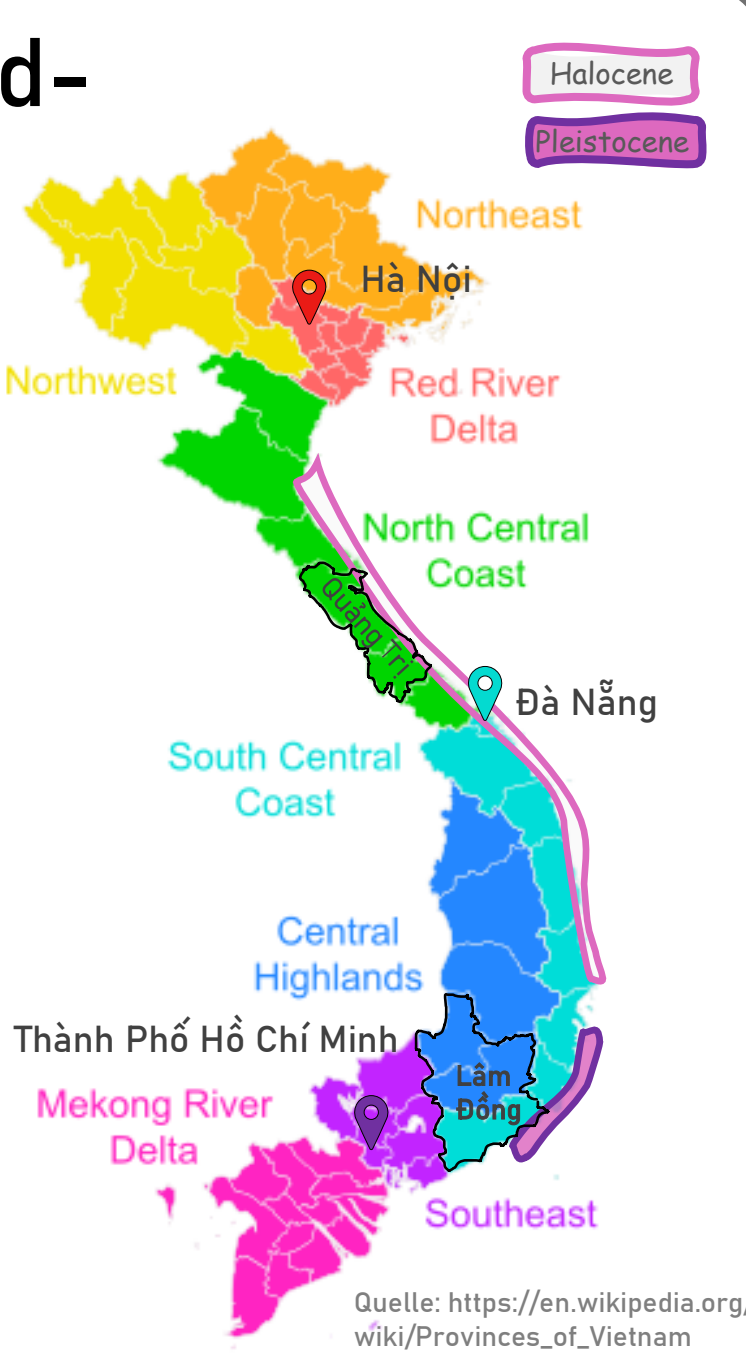 d-
Halocene
Pleistocene
Northeast
Hà Nội
Northwest
Red River
Delta
North Central
Coast
Quảng Trị
Đà Nẵng
South Central
Coast
Central
Highlands
Thành Phố Hồ Chí Minh
Lâm
Đồng
Mekong River
Delta
Southeast
Quelle: https://en.wikipedia.org/
wiki/Provinces_of_Vietnam